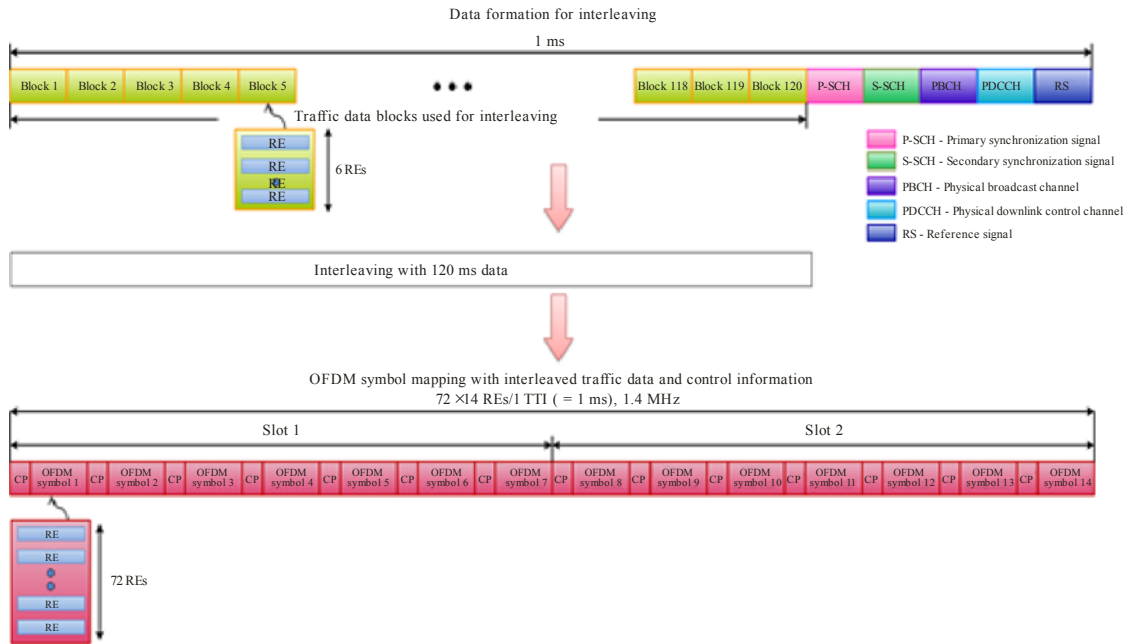 Data formation for interleaving
1 ms
Block 1 Block 2 Block 3 Block 4 Block 5 Block 118 Block 119 Block 120 P-SCH S-SCH PBCH PDCCH RS
Traffic data blocks used for interleaving
RE
RE
RE
RE
6 REs
P-SCH - Primary synchronization signal
S-SCH - Secondary synchronization signal
PBCH - Physical broadcast channel
PDCCH - Physical downlink control channel
RS - Reference signal
Interleaving with 120 ms data
OFDM symbol mapping with interleaved traffic data and control information
72 ×14 REs/1 TTI ( = 1 ms), 1.4 MHz
Slot 1 Slot 2
CP OFDM symbol 1 CP OFDM symbol 2 CP OFDM symbol 3 CP OFDM symbol 4 CP OFDM symbol 5 CP OFDM symbol 6 CP OFDM symbol 7 CP OFDM symbol 8 CP OFDM symbol 9 CP OFDM symbol 10 CP OFDM symbol 11 CP OFDM symbol 12 CP OFDM symbol 13 CP OFDM symbol 14
RE
RE
RE
RE
72 REs